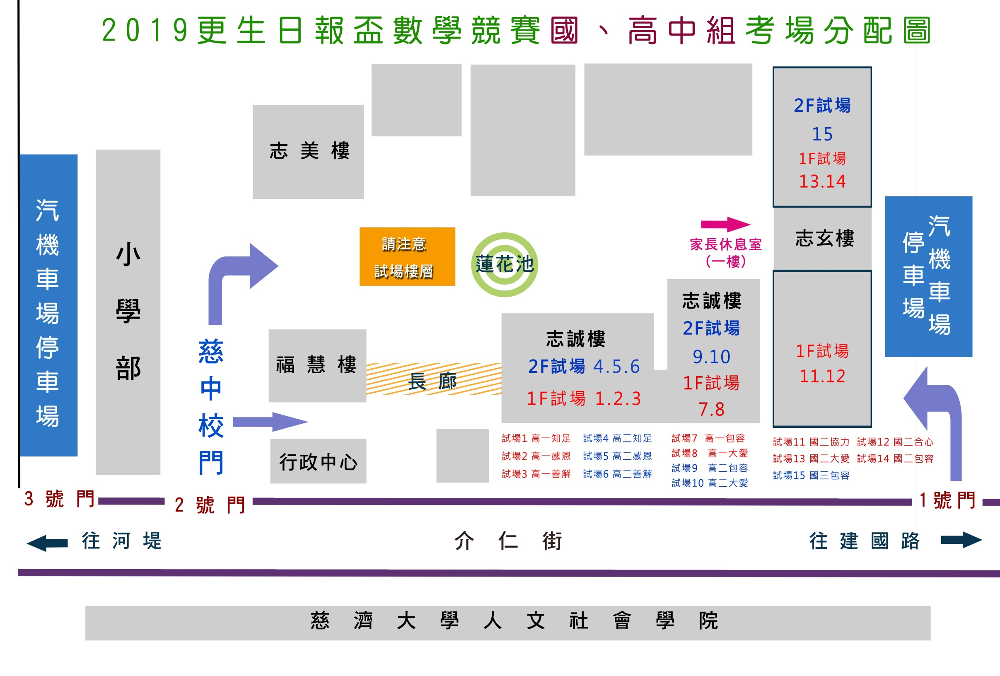 2019更生日報盃數學競賽國、高中組考場分配圖
2F試場
15
1F試場
13.14
志美樓
汽機車場停車場
小學部
請注意
試場樓層
蓮花池
家長休息室
(一樓)
志玄樓
汽機車場
停車場
慈中校門
福慧樓
長廊
志誠樓
2F試場 4.5.6
1F試場 1.2.3
志誠樓
2F試場
9.10
1F試場
7.8
1F試場
11.12
行政中心
試場1 高一知足
試場2 高一感恩
試場3 高一善解
試場4 高二知足
試場5 高二感恩
試場6 高二善解
試場7 高一包容
試場8 高一大愛
試場9 高二包容
試場10 高二大愛
試場11 國二協力 試場12 國二合心
試場13 國二大愛 試場14 國二包容
試場15 國三包容
3號門
2號門
1號門
往河堤
介仁街
往建國路
慈濟大學人文社會學院